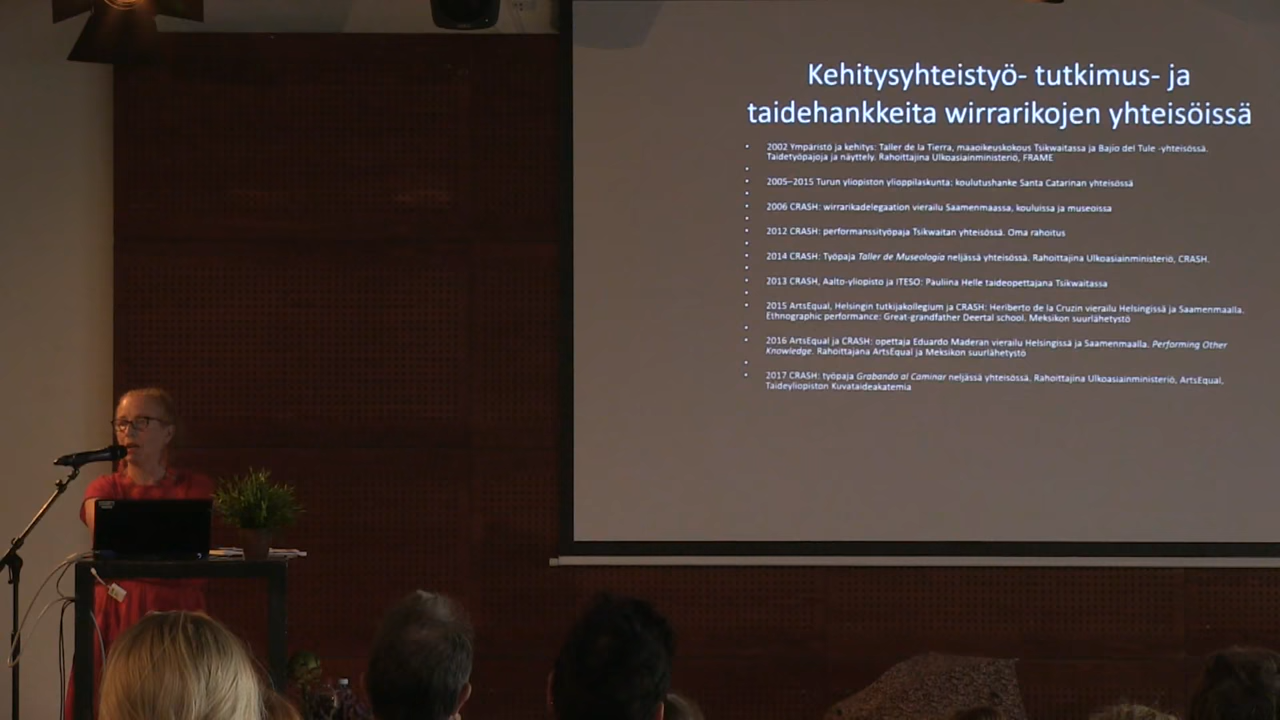 Kehitysyhteistyö- tutkimus- ja
taidehankkeita wirrarikojen yhteisöissä
• 2002 Ympäristö ja kehitys: Taller de la Tierra, maaoikeuskokous Tsikwaitassa ja Bajio del Tule -yhteisössä.
Taidetyöpajoja ja näyttely. Rahoittajina Ulkoasiainministeriö, FRAME
• 2005–2015 Turun yliopiston ylioppilaskunta: koulutushanke Santa Catarinan yhteisössä
• 2006 CRASH: wirrarikadelegaation vierailu Saamenmaassa, kouluissa ja museoissa
• 2012 CRASH: performanssityöpaja Tsikwaitan yhteisössä. Oma rahoitus
• 2014 CRASH: Työpaja Taller de Museología neljässä yhteisössä. Rahoittajina Ulkoasiainministeriö, CRASH.
• 2013 CRASH, Aalto-yliopisto ja ITESO: Pauliina Helle taideopettajana Tsikwaitassa
• 2015 ArtsEqual, Helsingin tutkijakollegium ja CRASH: Heriberto de la Cruzin vierailu Helsingissä ja Saamenmaalla.
Ethnographic performance: Great-grandfather Deertal school. Meksikon suurlähetystö
• 2016 ArtsEqual ja CRASH: opettaja Eduardo Maderan vierailu Helsingissä ja Saamenmaalla. Performing Other
Knowledge. Rahoittajana ArtsEqual ja Meksikon suurlähetystö
• 2017 CRASH: työpaja Grabando al Caminar neljässä yhteisössä. Rahoittajina Ulkoasiainministeriö, ArtsEqual,
Taideyliopiston Kuvataideakatemia